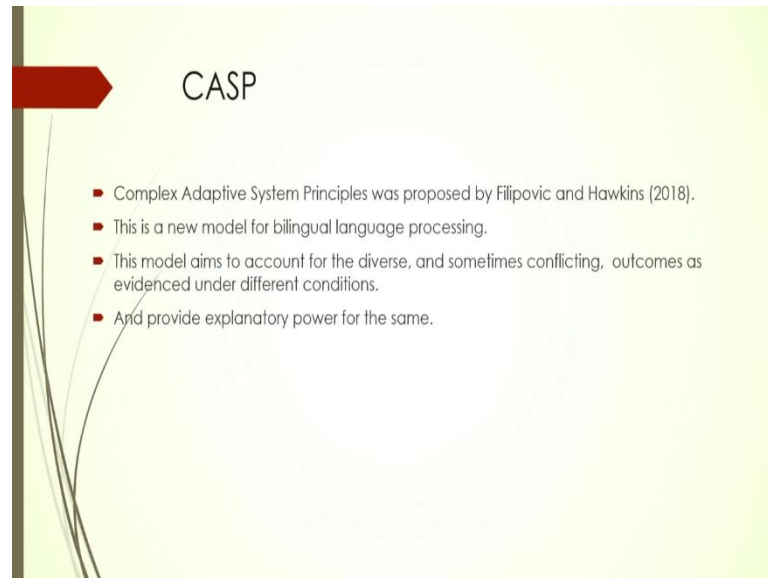 CASP
Complex Adaptive System Principles was proposed by Filipovic and Hawkins (2018).
This is a new model for bilingual language processing.
This model aims to account for the diverse, and sometimes conflicting, outcomes as
evidenced under different conditions.
And provide explanatory power for the same.